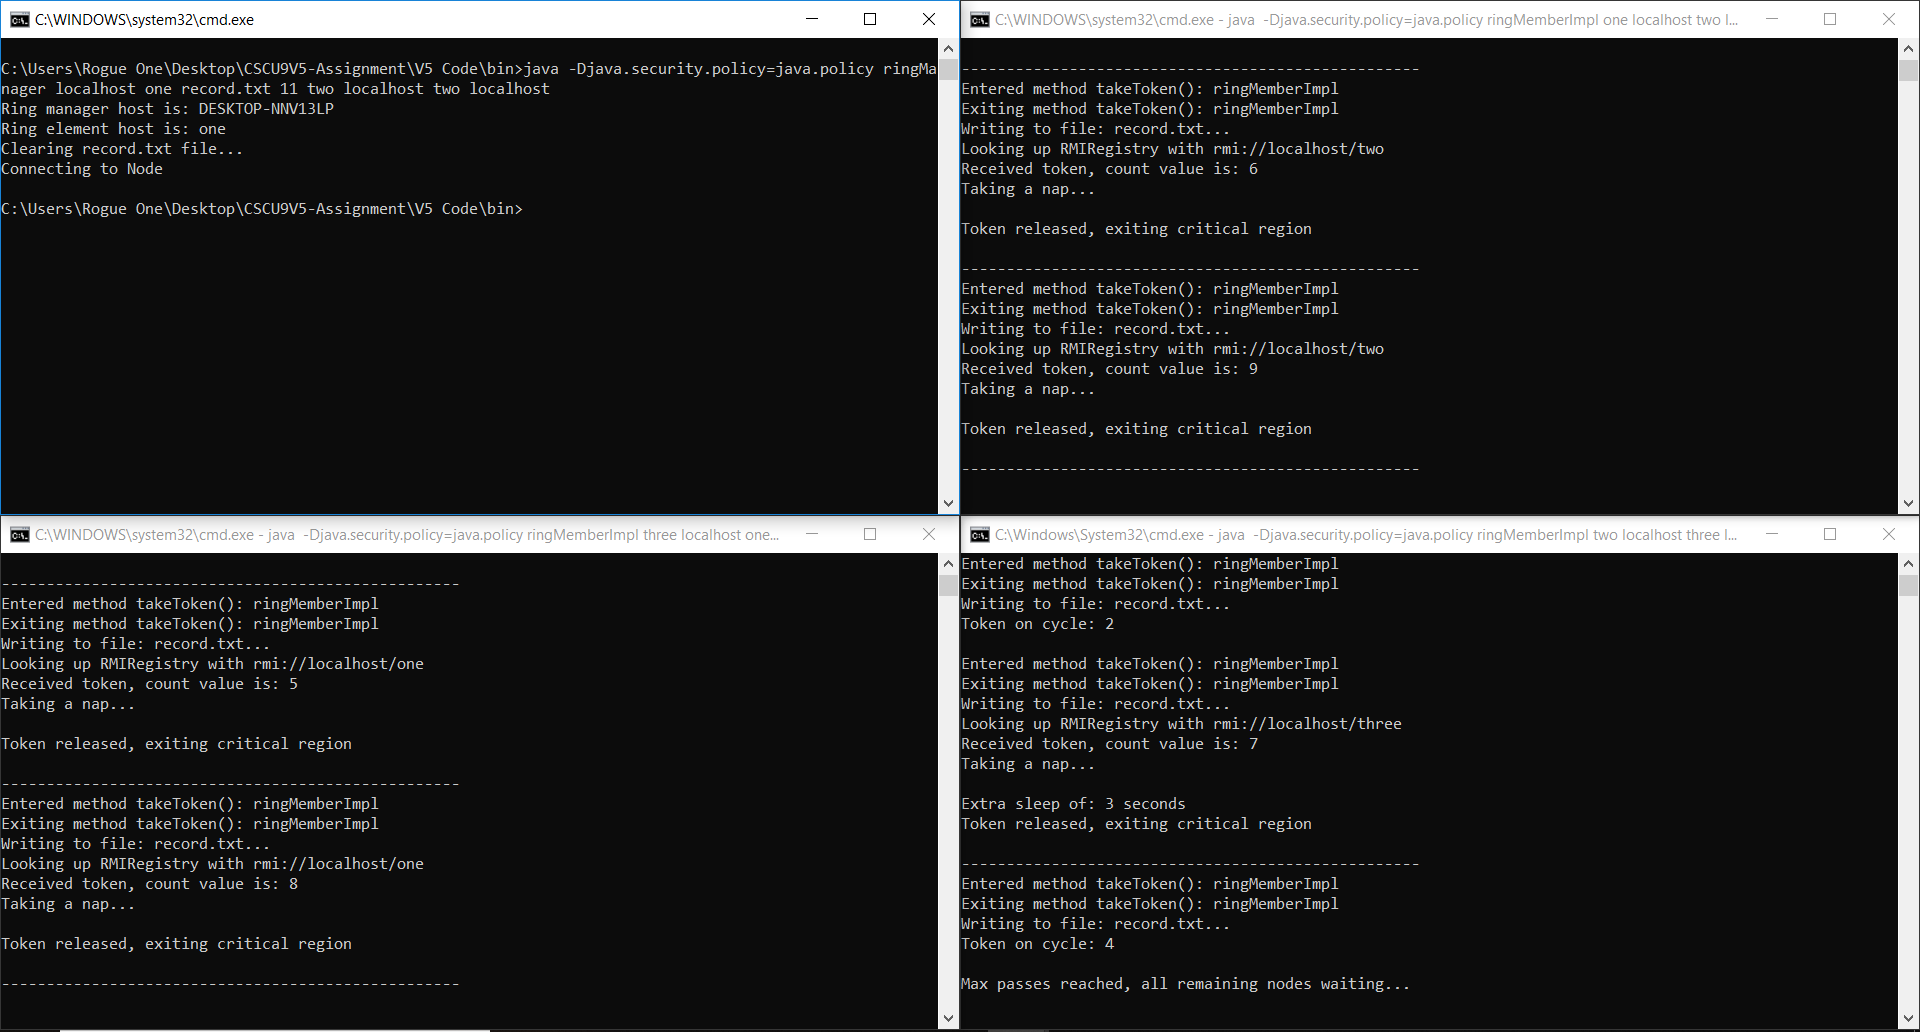 C:\WINDOWS\system32\cmd.exe
C:\Users\Rogue One\Desktop\CSCU9V5-Assignment\V5 Code\bin>java -Djava.security.policy=java.policy ringMa
nager localhost one record.txt 11 two localhost two localhost
Ring manager host is: DESKTOP-NNV13LP
Ring element host is: one
Clearing record.txt file...
Connecting to Node
C:\Users\Rogue One\Desktop\CSCU9V5-Assignment\V5 Code\bin>
C:\WINDOWS\system32\cmd.exe - java  -Djava.security.policy=java.policy ringMemberImpl one localhost two l...
---------------------------------------------------
Entered method takeToken(): ringMemberImpl
Exiting method takeToken(): ringMemberImpl
Writing to file: record.txt...
Looking up RMIRegistry with rmi://localhost/two
Received token, count value is: 6
Taking a nap...
Token released, exiting critical region
---------------------------------------------------
Entered method takeToken(): ringMemberImpl
Exiting method takeToken(): ringMemberImpl
Writing to file: record.txt...
Looking up RMIRegistry with rmi://localhost/two
Received token, count value is: 9
Taking a nap...
Token released, exiting critical region
---------------------------------------------------
C:\WINDOWS\system32\cmd.exe - java  -Djava.security.policy=java.policy ringMemberImpl three localhost one...
---------------------------------------------------
Entered method takeToken(): ringMemberImpl
Exiting method takeToken(): ringMemberImpl
Writing to file: record.txt...
Looking up RMIRegistry with rmi://localhost/one
Received token, count value is: 5
Taking a nap...
Token released, exiting critical region
---------------------------------------------------
Entered method takeToken(): ringMemberImpl
Exiting method takeToken(): ringMemberImpl
Writing to file: record.txt...
Looking up RMIRegistry with rmi://localhost/one
Received token, count value is: 8
Taking a nap...
Token released, exiting critical region
---------------------------------------------------
C:\Windows\System32\cmd.exe - java  -Djava.security.policy=java.policy ringMemberImpl two localhost three l...
Entered method takeToken(): ringMemberImpl
Exiting method takeToken(): ringMemberImpl
Writing to file: record.txt...
Token on cycle: 2
Entered method takeToken(): ringMemberImpl
Exiting method takeToken(): ringMemberImpl
Writing to file: record.txt...
Looking up RMIRegistry with rmi://localhost/three
Received token, count value is: 7
Taking a nap...
Extra sleep of: 3 seconds
Token released, exiting critical region
---------------------------------------------------
Entered method takeToken(): ringMemberImpl
Exiting method takeToken(): ringMemberImpl
Writing to file: record.txt...
Token on cycle: 4
Max passes reached, all remaining nodes waiting...